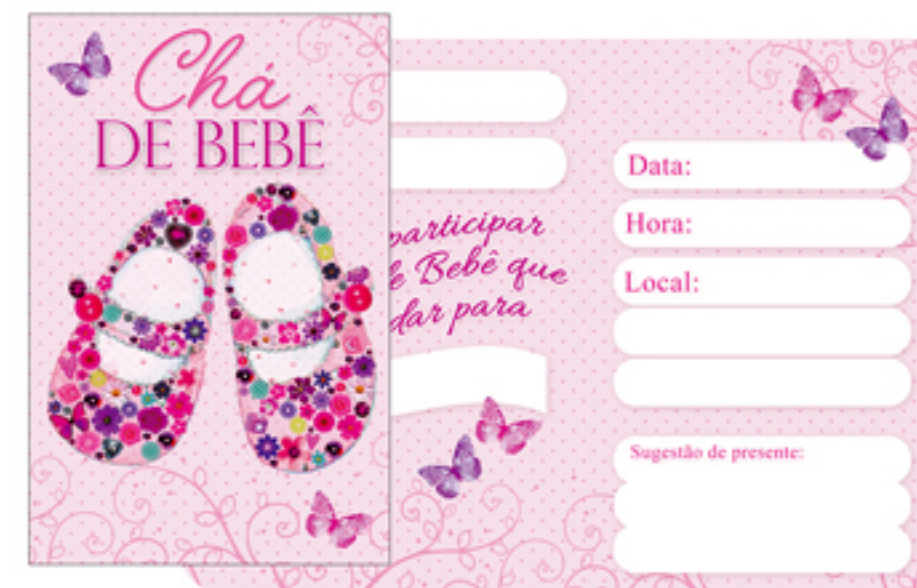 Chá
DE BEBÊ
participar
e Bebê que
dar para
Data:
Hora:
Local:
Sugestão de presente: